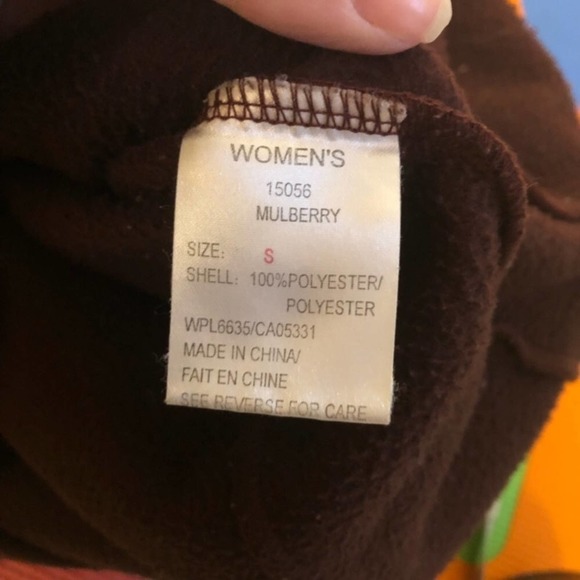 WOMEN'S
15056
MULBERRY
SIZE: S
SHELL: 100%POLYESTER/
POLYESTER
WPL6635/CA05331
MADE IN CHINA/
FAIT EN CHINE
SEE REVERSE FOR CARE